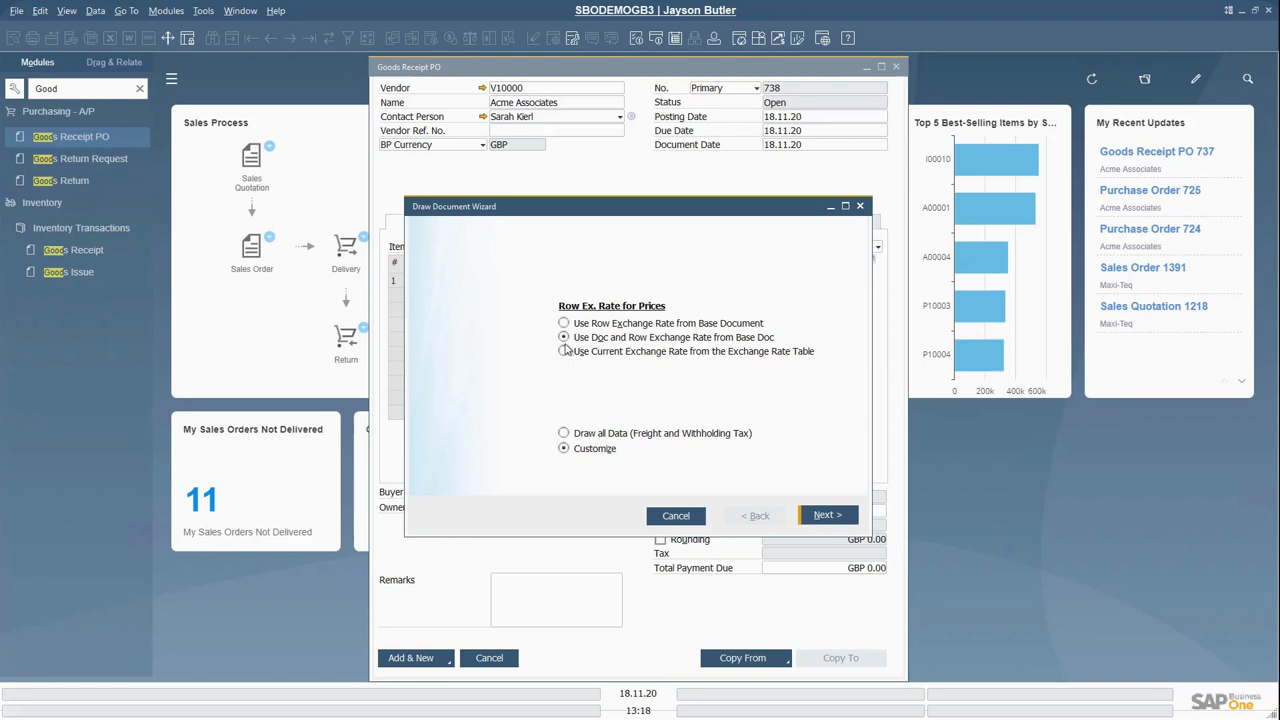 File Edit View Data Go To Modules Tools Window Help
SBODEMOGB3 | Jayson Butler
Modules Drag & Relate
Good
Purchasing - A/P
Goods Receipt PO
Goods Return Request
Goods Return
Inventory
Inventory Transactions
Goods Receipt
Goods Issue
Sales Process
Sales
Quotation
Sales Order
Delivery
Return
My Sales Orders Not Delivered
11
My Sales Orders Not Delivered
Goods Receipt PO
Vendor V10000
Name Acme Associates
Contact Person Sarah Kierl
Vendor Ref. No.
BP Currency GBP
No. Primary 738
Status Open
Posting Date 18.11.20
Due Date 18.11.20
Document Date 18.11.20
#
1
Draw Document Wizard
Row Ex. Rate for Prices
Use Row Exchange Rate from Base Document
Use Doc and Row Exchange Rate from Base Doc
Use Current Exchange Rate from the Exchange Rate Table
Draw all Data (Freight and Withholding Tax)
Customize
Cancel < Back Next >
Buyer
Owner
Rounding GBP 0.00
Tax
Total Payment Due GBP 0.00
Remarks
Add & New Cancel Copy From Copy To
Top 5 Best-Selling Items by S...
I00010
A00001
A00004
P10003
P10004
0 200k 400k 600k
My Recent Updates
Goods Receipt PO 737
Acme Associates
Purchase Order 725
Acme Associates
Purchase Order 724
Acme Associates
Sales Order 1391
Maxi-Teq
Sales Quotation 1218
Maxi-Teq
18.11.20
13:18
SAP Business One